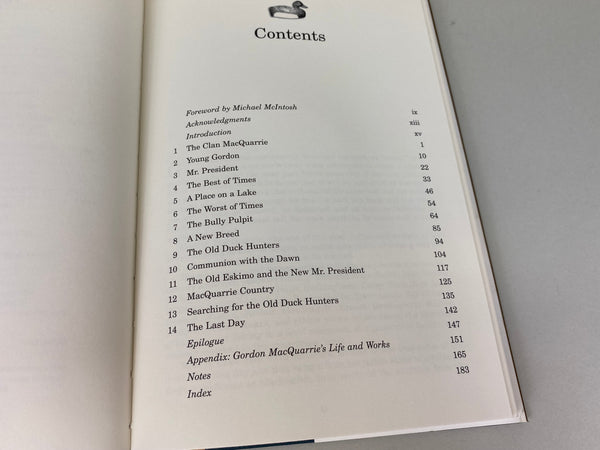 Contents
Foreword by Michael McIntosh ix
Acknowledgments xiii
Introduction xv
1 The Clan MacQuarrie 1
2 Young Gordon 10
3 Mr. President 22
4 The Best of Times 33
5 A Place on a Lake 46
6 The Worst of Times 54
7 The Bully Pulpit 64
8 A New Breed 85
9 The Old Duck Hunters 94
10 Communion with the Dawn 104
11 The Old Eskimo and the New Mr. President 117
12 MacQuarrie Country 125
13 Searching for the Old Duck Hunters 135
14 The Last Day 142
Epilogue 147
Appendix: Gordon MacQuarrie's Life and Works 151
Notes 165
Index 183